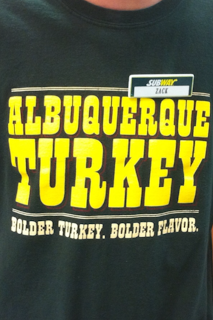 SUBWAY
ZACK
ALBUQUERQUE
TURKEY
BOLDER TURKEY. BOLDER FLAVOR.